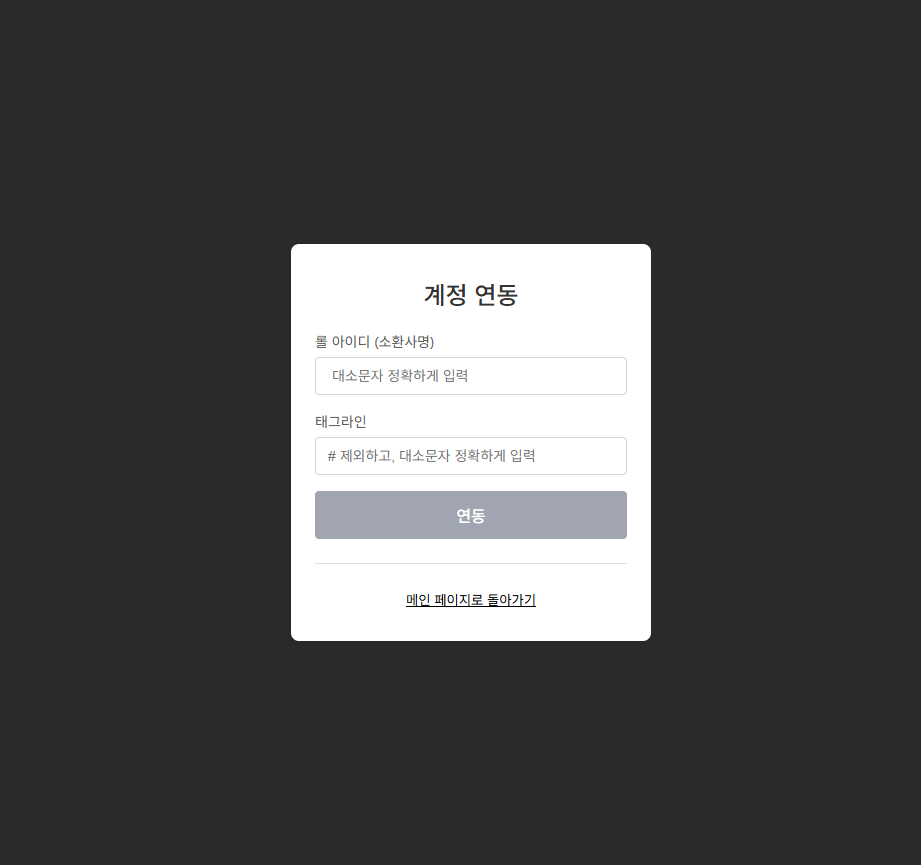 계정 연동
롤 아이디 (소환사명)
대소문자 정확하게 입력
태그라인
# 제외하고, 대소문자 정확하게 입력
연동
메인 페이지로 돌아가기